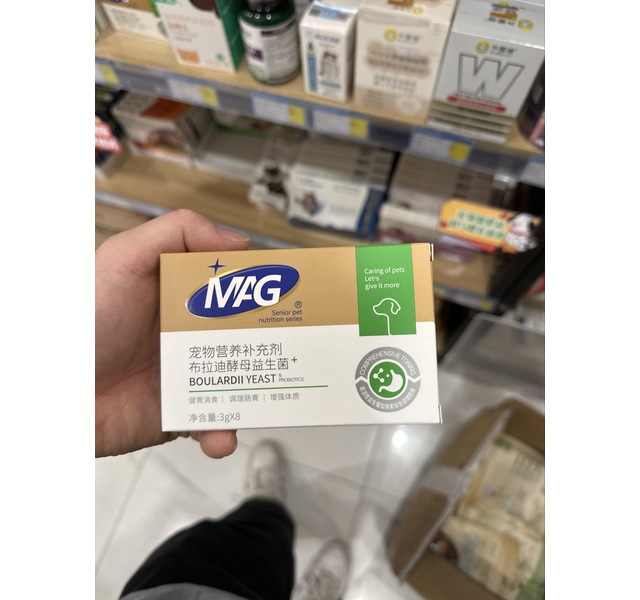 W
MAG
®
Senior pet
nutrition series
Caring of pets
Let's
give it more
宠物营养补充剂
布拉迪酵母益生菌+
BOULARDII YEAST & PROBIOTICS
健胃消食 | 调理肠胃 | 增强体质
净含量:3gX8
COMPREHENSIVE TONING